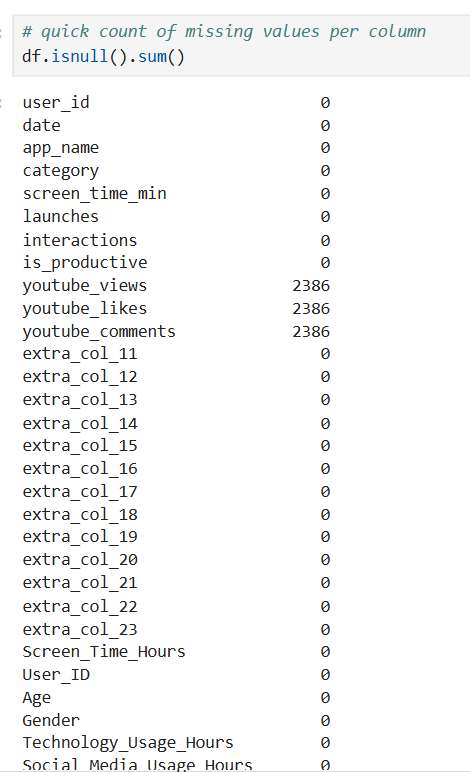 # quick count of missing values per column
df.isnull().sum()
user_id 0
date 0
app_name 0
category 0
screen_time_min 0
launches 0
interactions 0
is_productive 0
youtube_views 2386
youtube_likes 2386
youtube_comments 2386
extra_col_11 0
extra_col_12 0
extra_col_13 0
extra_col_14 0
extra_col_15 0
extra_col_16 0
extra_col_17 0
extra_col_18 0
extra_col_19 0
extra_col_20 0
extra_col_21 0
extra_col_22 0
extra_col_23 0
Screen_Time_Hours 0
User_ID 0
Age 0
Gender 0
Technology_Usage_Hours 0
Social_Media_Usage_Hours 0